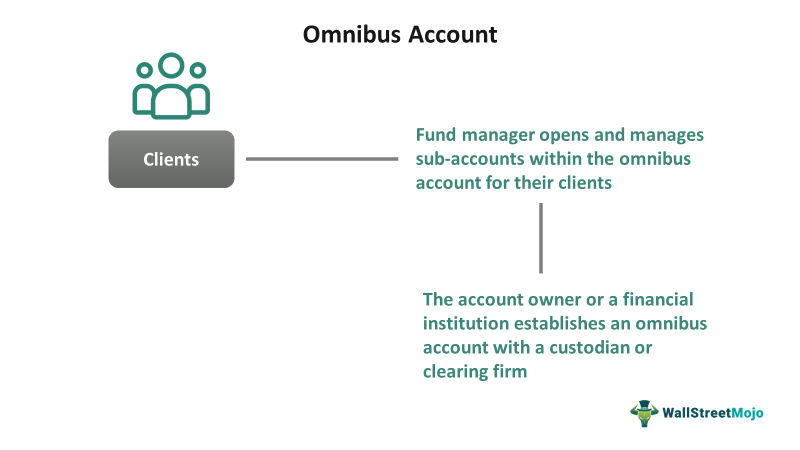 Omnibus Account
Clients
Fund manager opens and manages
sub-accounts within the omnibus
account for their clients
The account owner or a financial
institution establishes an omnibus
account with a custodian or
clearing firm
WallStreetMojo